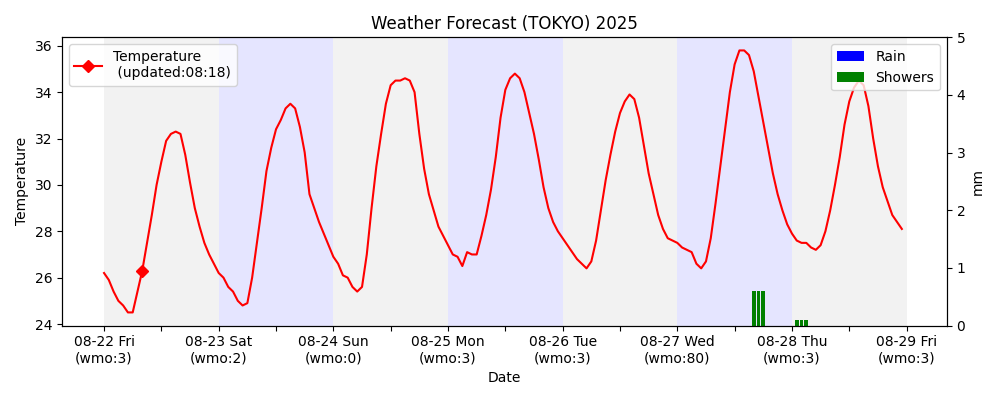 Weather Forecast (TOKYO) 2025
Temperature
(updated:08:18)
Rain
Showers
36
34
32
30
28
26
24
Temperature
5
4
3
2
1
0
mm
08-22 Fri
(wmo:3)
08-23 Sat
(wmo:2)
08-24 Sun
(wmo:0)
08-25 Mon
(wmo:3)
08-26 Tue
(wmo:3)
08-27 Wed
(wmo:80)
08-28 Thu
(wmo:3)
08-29 Fri
(wmo:3)
Date